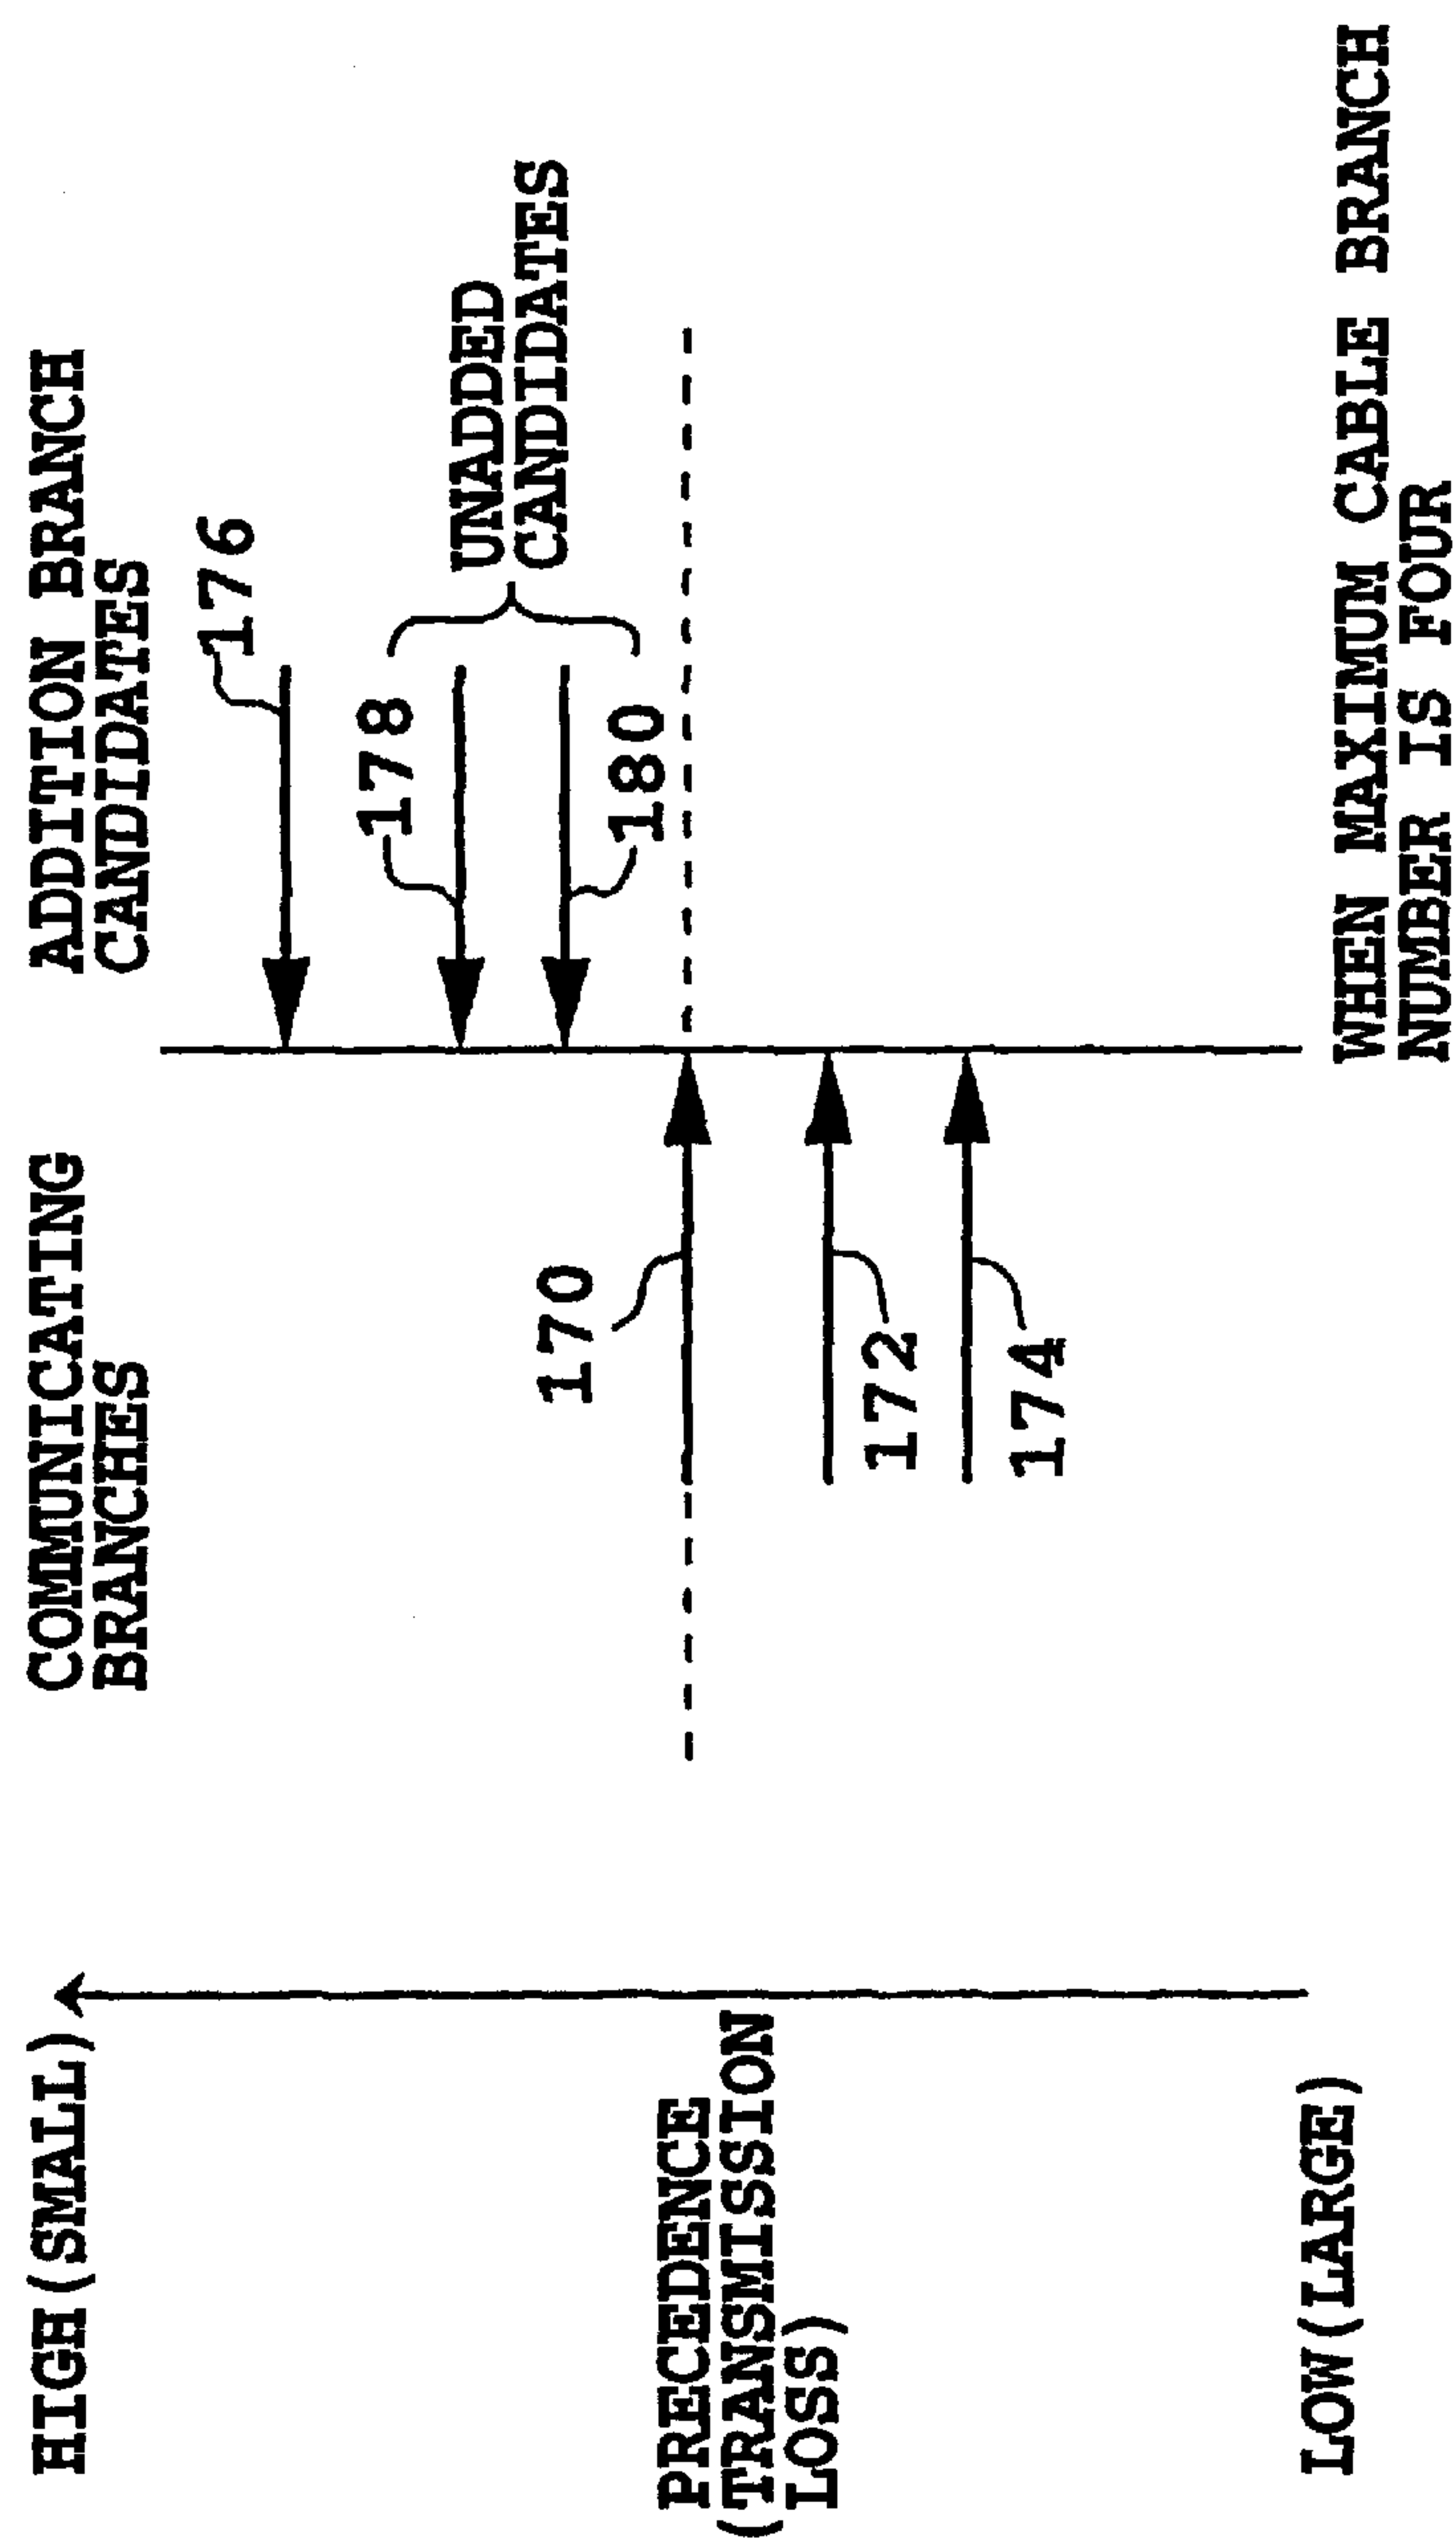 HIGH(SMALL)
PRECEDENCE
(TRANSMISSION
LOSS)
LOW(LARGE)
COMMUNICATING
BRANCHES
170
172
174
ADDITION BRANCH
CANDIDATES
176
178
180
UNADDED
CANDIDATES
WHEN MAXIMUM CABLE BRANCH
NUMBER IS FOUR